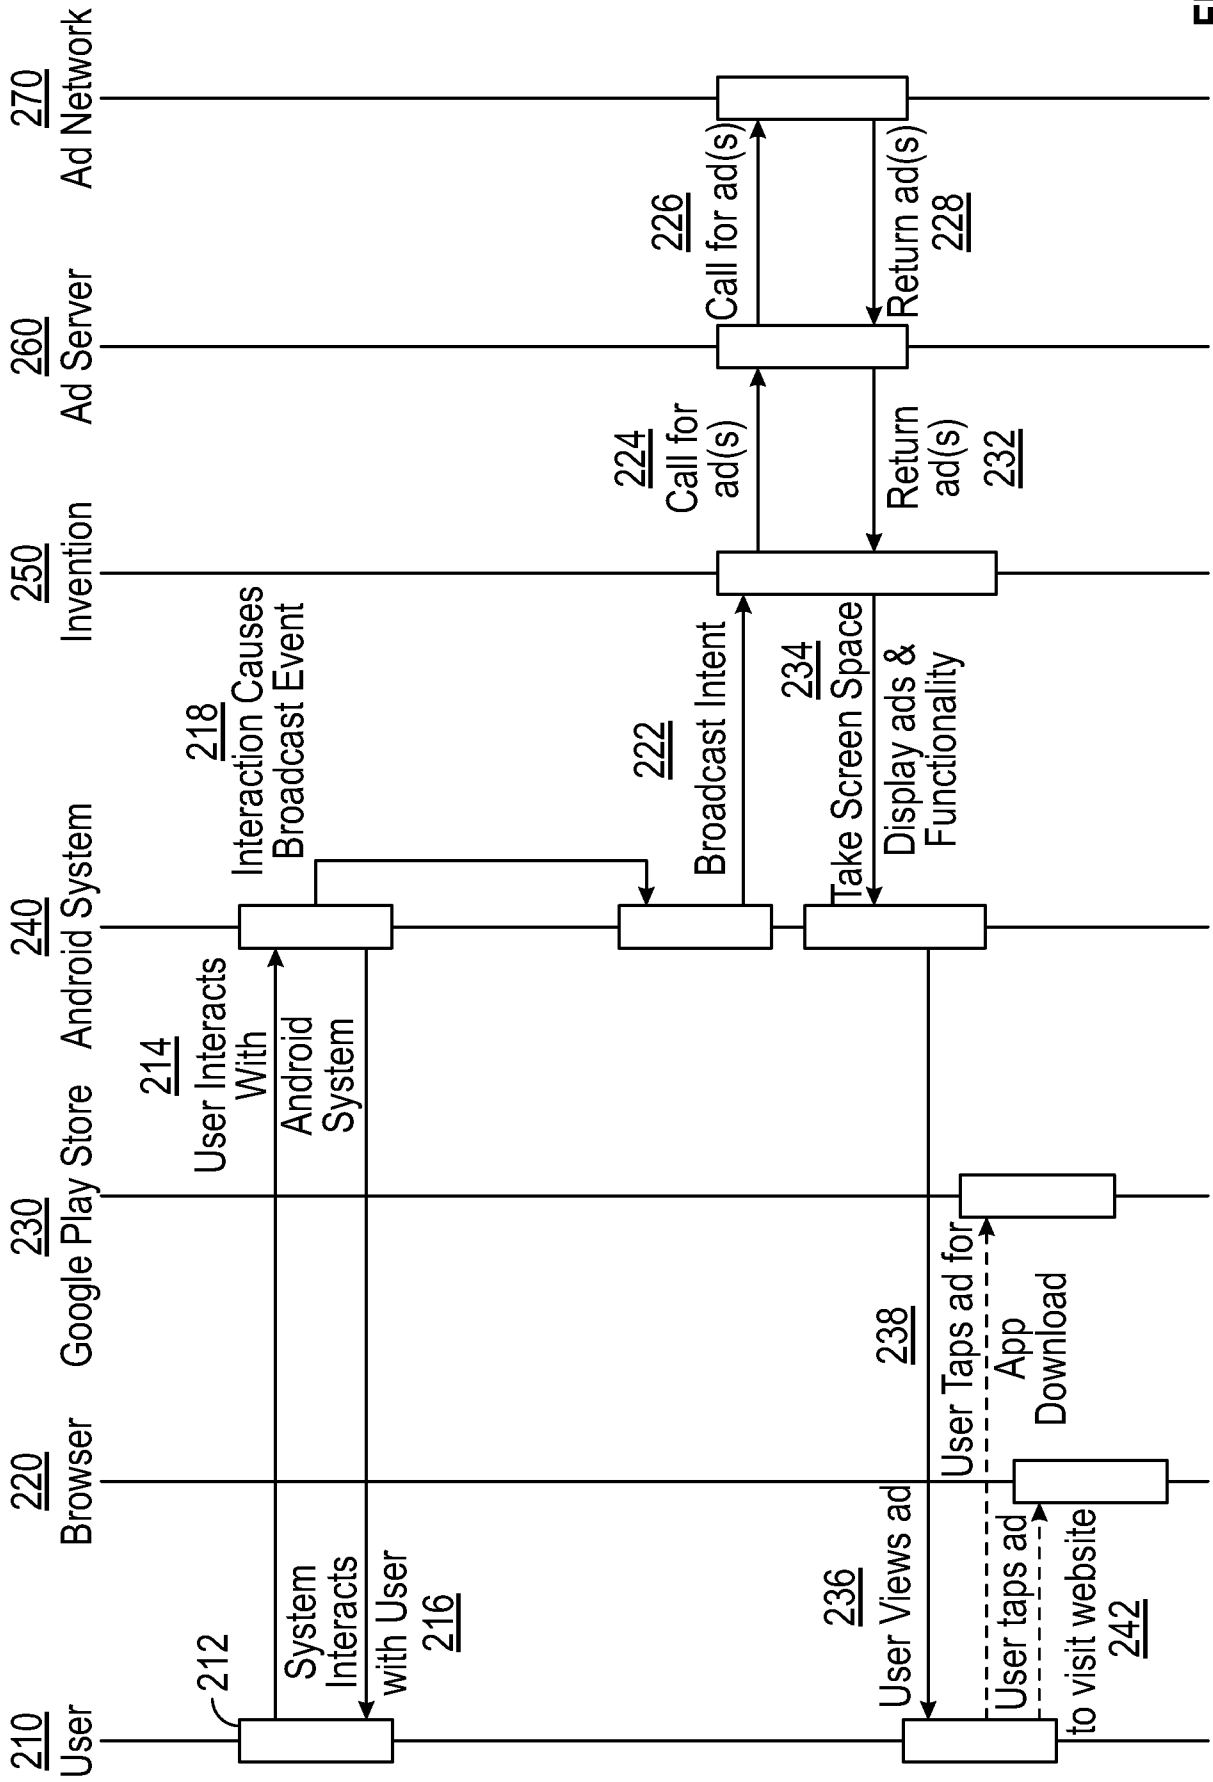 210
User
220
Browser
230
Google Play Store
240
Android System
250
Invention
260
Ad Server
270
Ad Network
212
214
User Interacts
With
Android
System
System
Interacts
with User
216
218
Interaction Causes
Broadcast Event
222
Broadcast Intent
224
Call for
ad(s)
226
Call for ad(s)
Return ad(s)
228
Return
ad(s)
232
234
Take Screen Space
Display ads &
Functionality
236
User Views ad
238
User Taps ad for
App
Download
User taps ad
to visit website
242